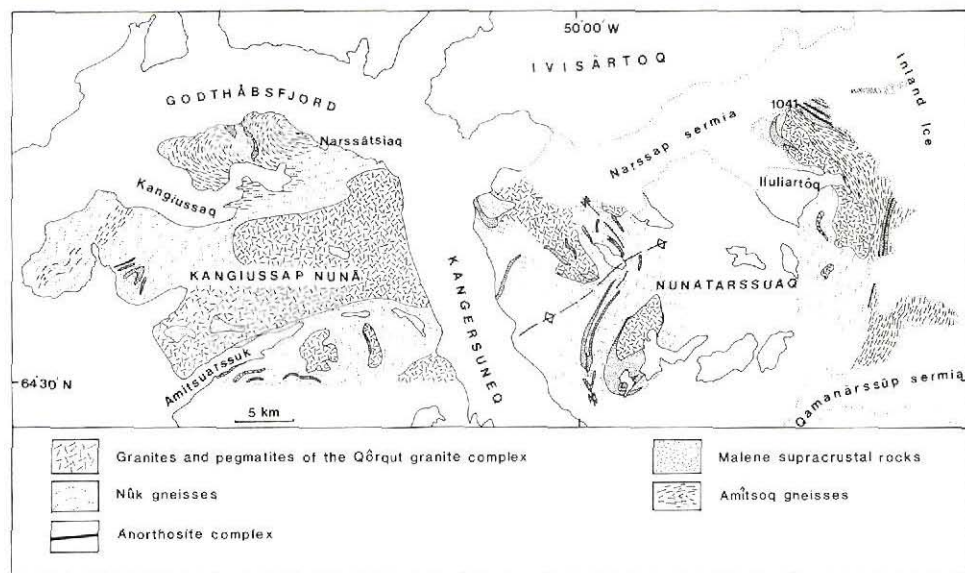 50°00' W
IVISÂRTOQ
GODTHÅBSFJORD
Inland Ice
1041
Narssap sermia
Narssâtsiaq
Iluliartôq
Kangiussaq
KANGIUSSAP NUNÂ
KANGERSUNEQ
NUNATARSSUAQ
Amitsuarssuk
64°30' N
5 km
Qamanârssûp sermia
Granites and pegmatites of the Qôrqut granite complex
Nûk gneisses
Anorthosite complex
Malene supracrustal rocks
Amîtsoq gneisses